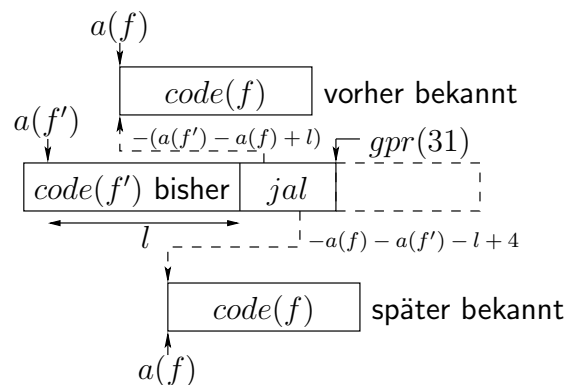 a(f)
code(f) vorher bekannt
a(f′) -(a(f′) − a(f) + l) gpr(31)
code(f′) bisher jal
l -a(f) − a(f′) − l + 4
code(f) später bekannt
a(f)